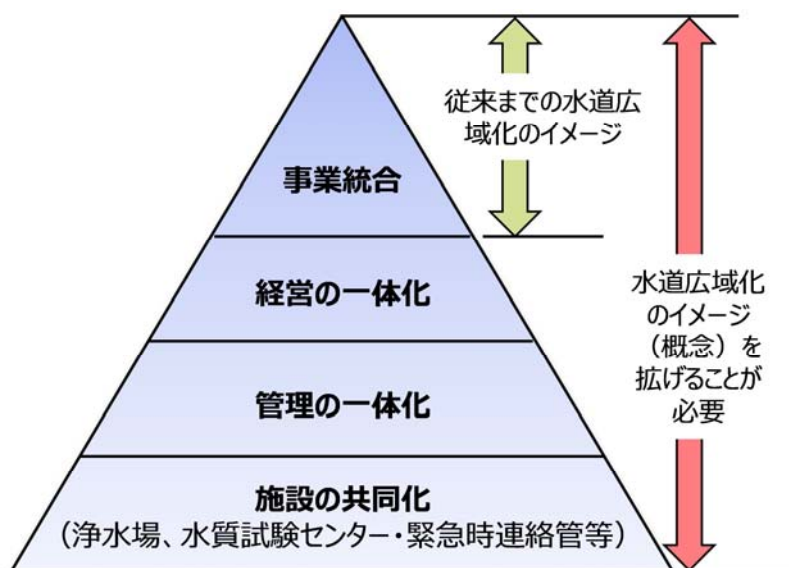 従来までの水道広
域化のイメージ
事業統合
経営の一体化
水道広域化
のイメージ
（概念）を
拡げることが
必要
管理の一体化
施設の共同化
（浄水場、水質試験センター・緊急時連絡管等）